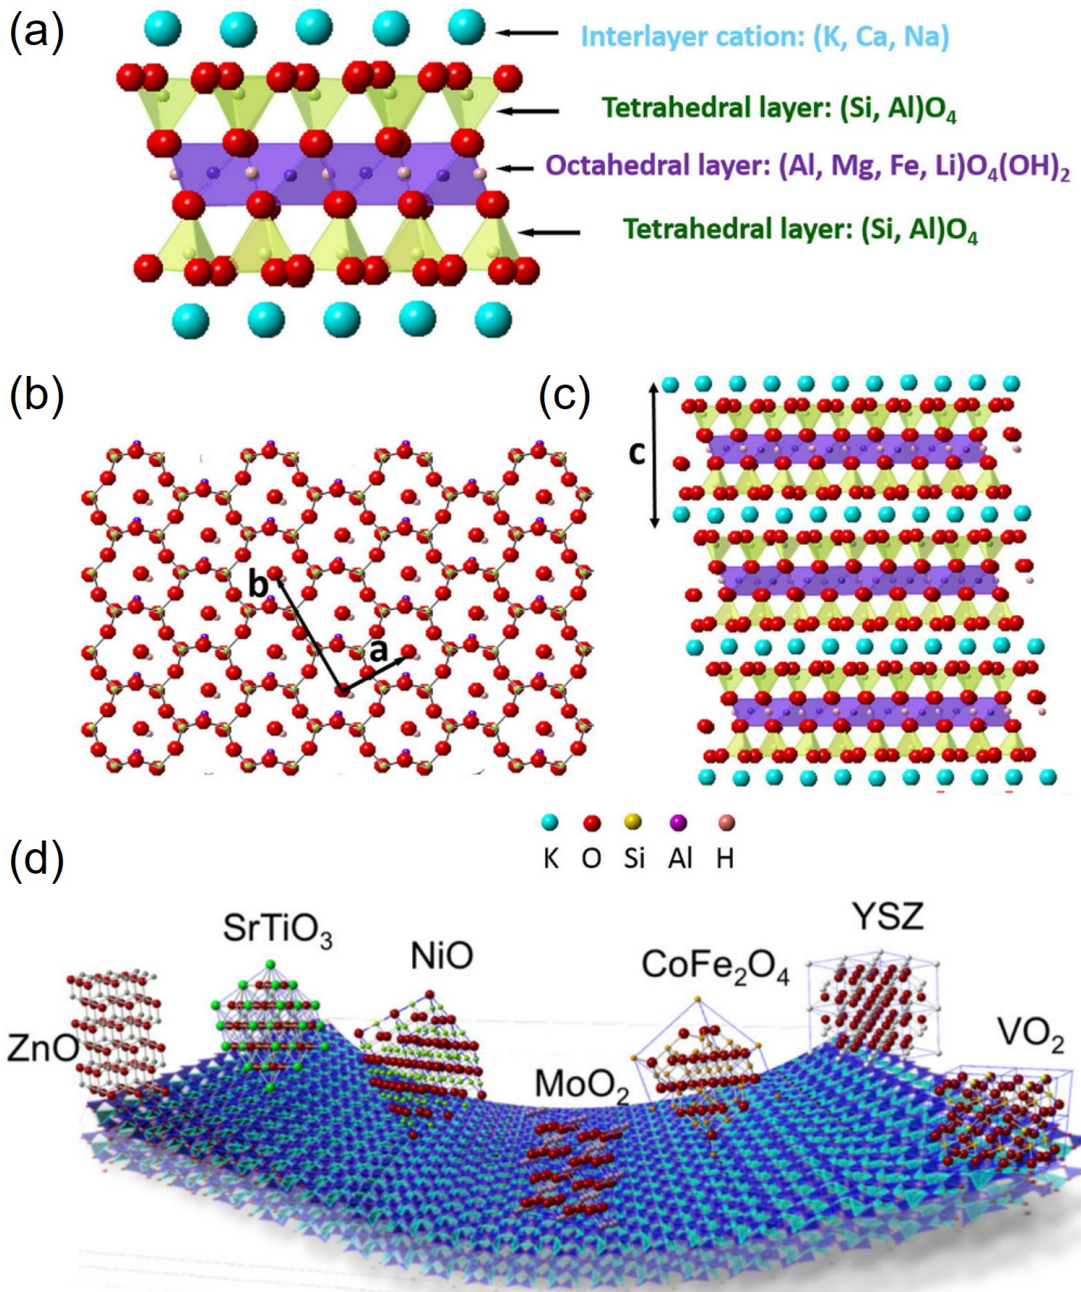 (a)
Interlayer cation: (K, Ca, Na)
Tetrahedral layer: (Si, Al)O₄
Octahedral layer: (Al, Mg, Fe, Li)O₄(OH)₂
Tetrahedral layer: (Si, Al)O₄
(b)
b
a
(c)
c
K O Si Al H
(d)
SrTiO₃
NiO
CoFe₂O₄
YSZ
ZnO
MoO₂
VO₂